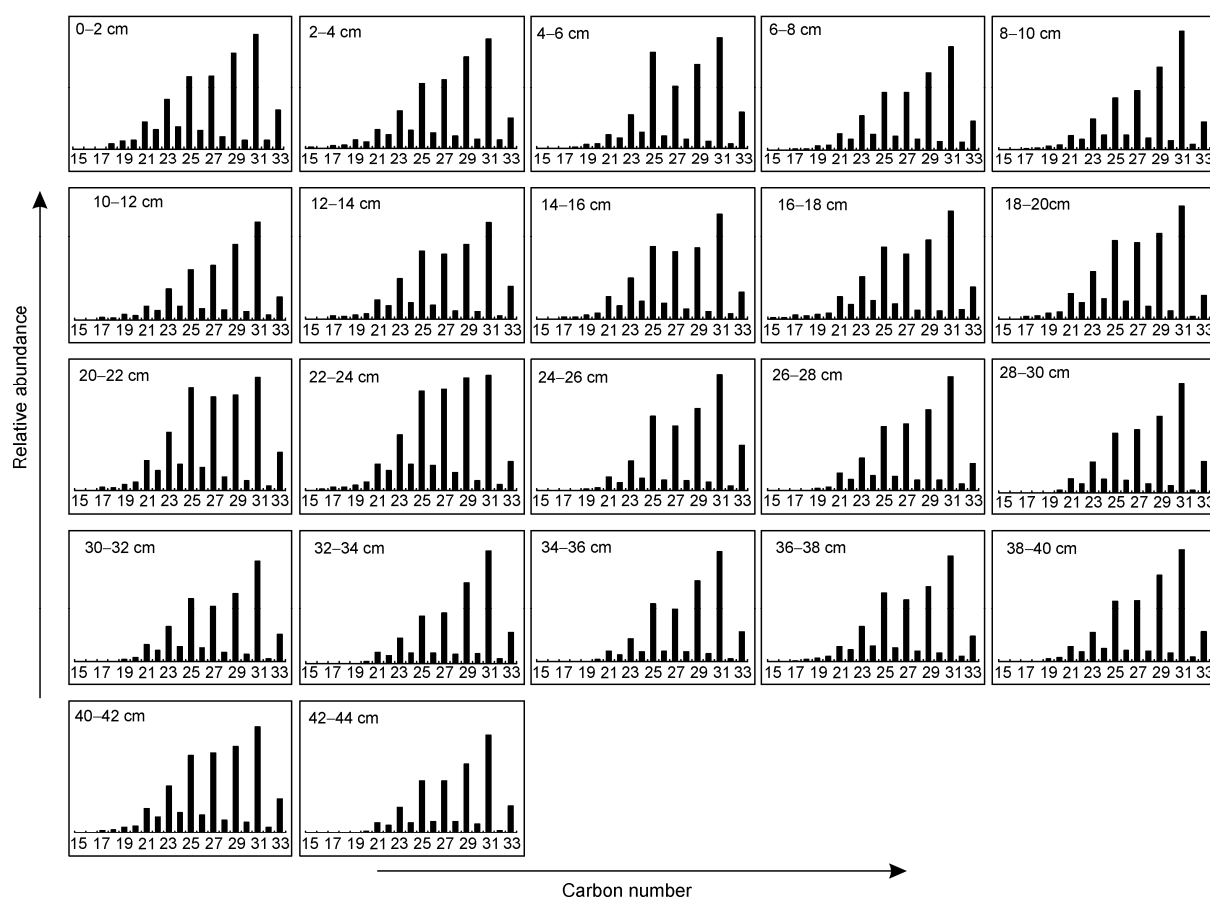 0–2 cm
15 17 19 21 23 25 27 29 31 33
2–4 cm
15 17 19 21 23 25 27 29 31 33
4–6 cm
15 17 19 21 23 25 27 29 31 33
6–8 cm
15 17 19 21 23 25 27 29 31 33
8–10 cm
15 17 19 21 23 25 27 29 31 33
10–12 cm
15 17 19 21 23 25 27 29 31 33
12–14 cm
15 17 19 21 23 25 27 29 31 33
14–16 cm
15 17 19 21 23 25 27 29 31 33
16–18 cm
15 17 19 21 23 25 27 29 31 33
18–20cm
15 17 19 21 23 25 27 29 31 33
20–22 cm
15 17 19 21 23 25 27 29 31 33
22–24 cm
15 17 19 21 23 25 27 29 31 33
24–26 cm
15 17 19 21 23 25 27 29 31 33
26–28 cm
15 17 19 21 23 25 27 29 31 33
28–30 cm
15 17 19 21 23 25 27 29 31 33
30–32 cm
15 17 19 21 23 25 27 29 31 33
32–34 cm
15 17 19 21 23 25 27 29 31 33
34–36 cm
15 17 19 21 23 25 27 29 31 33
36–38 cm
15 17 19 21 23 25 27 29 31 33
38–40 cm
15 17 19 21 23 25 27 29 31 33
40–42 cm
15 17 19 21 23 25 27 29 31 33
42–44 cm
15 17 19 21 23 25 27 29 31 33
Relative abundance
Carbon number